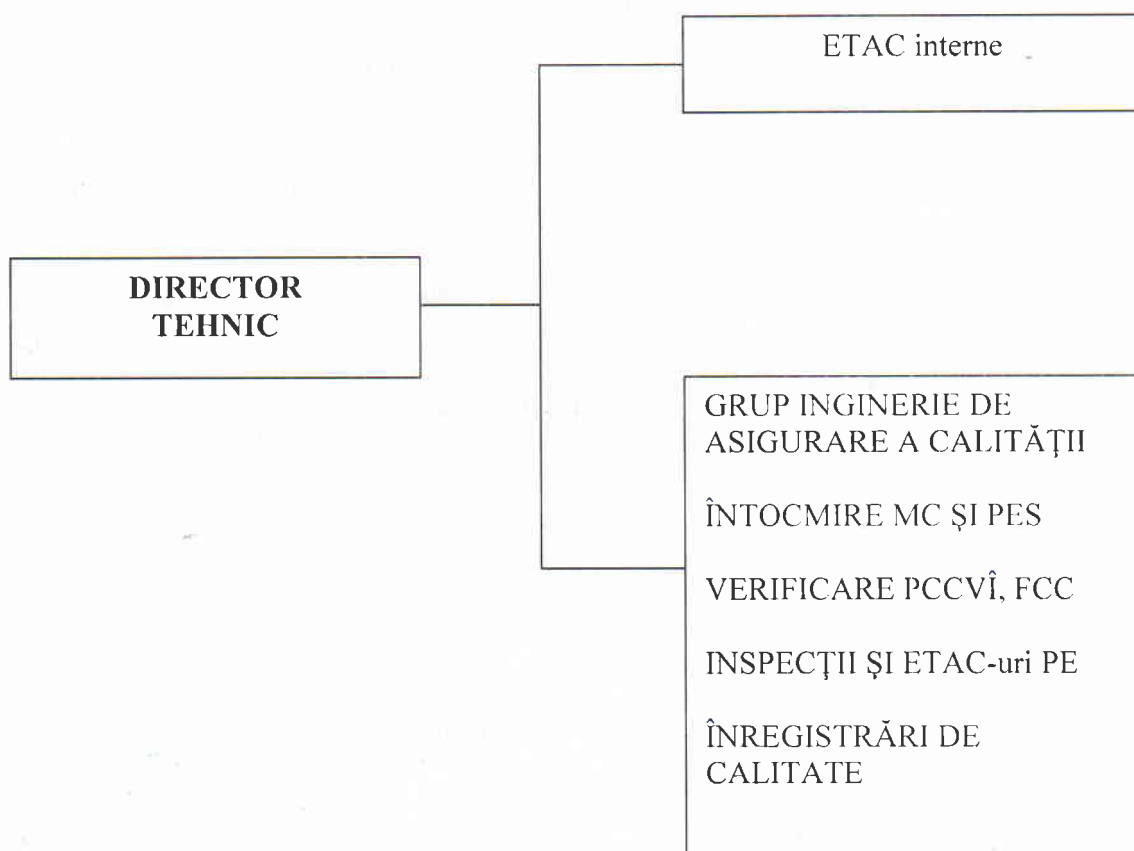 ETAC interne
DIRECTOR
TEHNIC
GRUP INGINERIE DE
ASIGURARE A CALITĂŢII
ÎNTOCMIRE MC ŞI PES
VERIFICARE PCCVÎ, FCC
INSPECŢII ŞI ETAC-uri PE
ÎNREGISTRĂRI DE
CALITATE